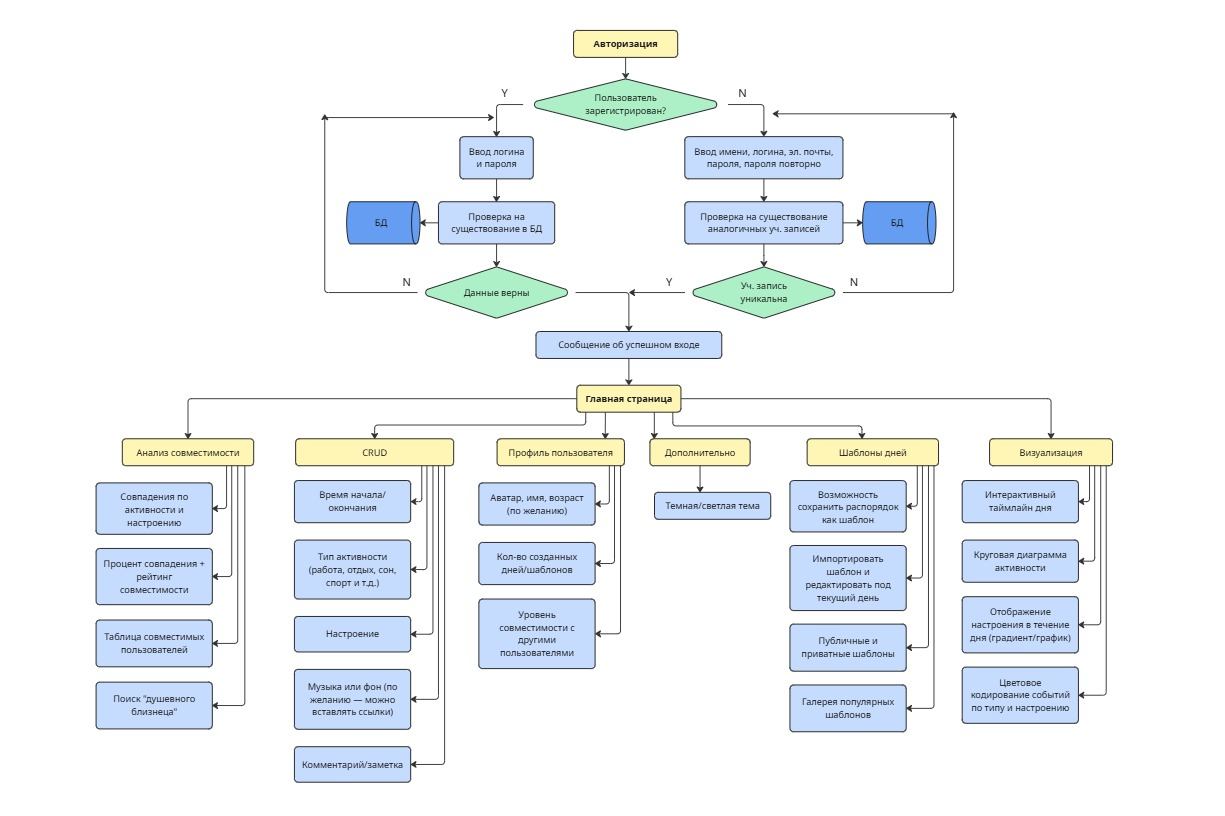 Авторизация
Пользователь
зарегистрирован?
Y
N
Ввод логина
и пароля
Ввод имени, логина, эл. почты,
пароля, пароля повторно
БД
Проверка на
существование в БД
Проверка на существование
аналогичных уч. записей
БД
N
Данные верны
Y
Уч. запись
уникальна
N
Сообщение об успешном входе
Главная страница
Анализ совместимости
CRUD
Профиль пользователя
Дополнительно
Шаблоны дней
Визуализация
Совпадения по
активности и
настроению
Процент совпадения +
рейтинг
совместимости
Таблица совместимых
пользователей
Поиск "душевного
близнеца"
Время начала/
окончания
Тип активности
(работа, отдых, сон,
спорт и т.д.)
Настроение
Музыка или фон (по
желанию — можно
вставлять ссылки)
Комментарий/заметка
Аватар, имя, возраст
(по желанию)
Кол-во созданных
дней/шаблонов
Уровень
совместимости с
другими
пользователями
Темная/светлая тема
Возможность
сохранить распорядок
как шаблон
Импортировать
шаблон и
редактировать под
текущий день
Публичные и
приватные шаблоны
Галерея популярных
шаблонов
Интерактивный
таймлайн дня
Круговая диаграмма
активности
Отображение
настроения в течение
дня (градиент/график)
Цветовое
кодирование событий
по типу и настроению